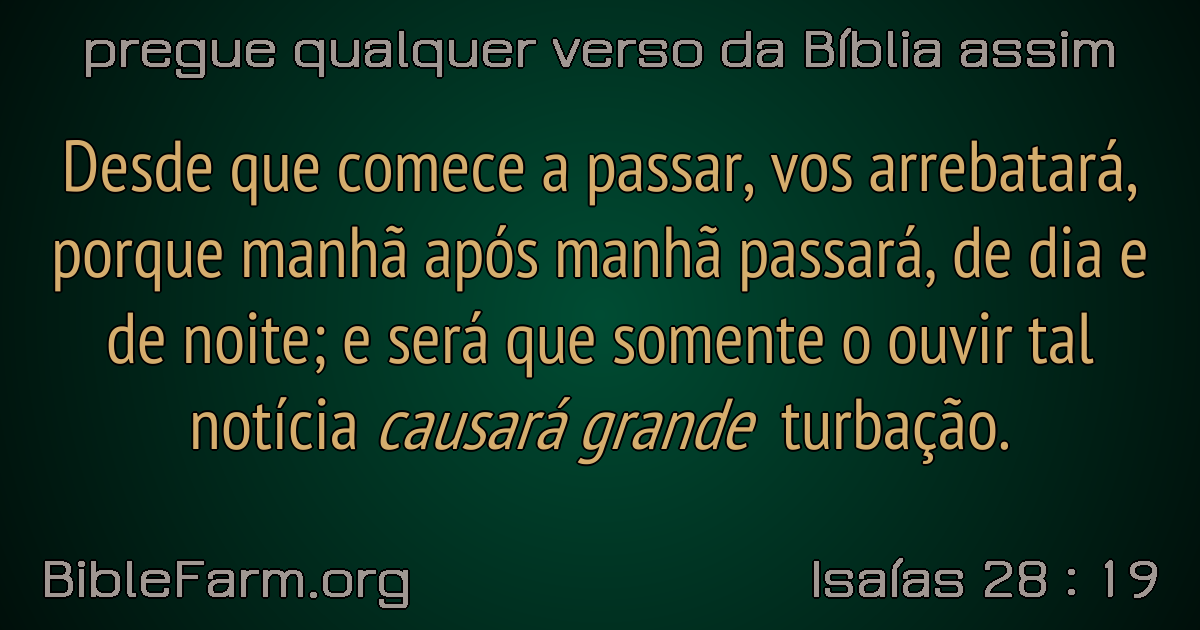 pregue qualquer verso da Bíblia assim
Desde que comece a passar, vos arrebatará,
porque manhã após manhã passará, de dia e
de noite; e será que somente o ouvir tal
notícia causará grande turbação.
BibleFarm.org
Isaías 28 : 19